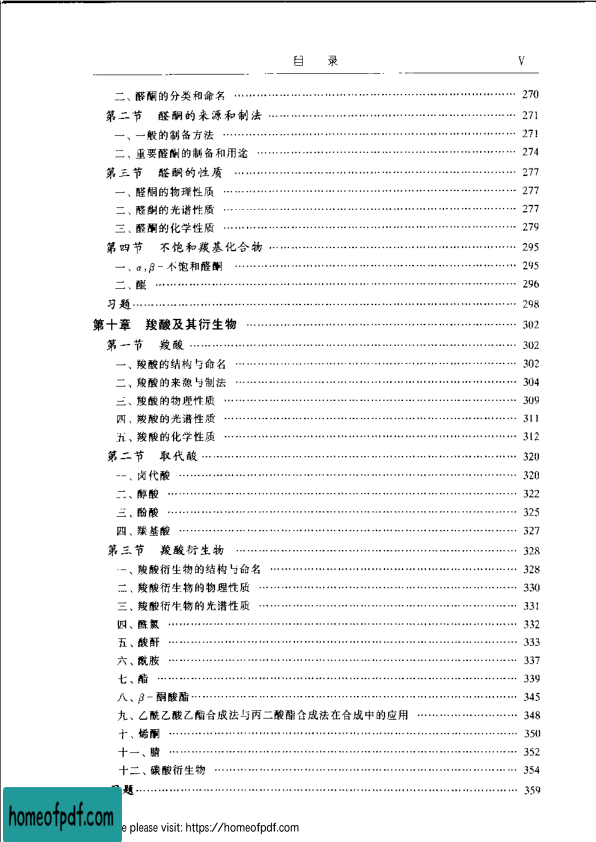 目 录 V
二、醛酮的分类和命名 …… 270
第二节 醛酮的来源和制法 …… 271
一、一般的制备方法 …… 271
二、重要醛酮的制备和用途 …… 274
第三节 醛酮的性质 …… 277
一、醛酮的物理性质 …… 277
二、醛酮的光谱性质 …… 277
三、醛酮的化学性质 …… 279
第四节 不饱和羰基化合物 …… 295
一、α,β-不饱和醛酮 …… 295
二、醌 …… 296
习题 …… 298
第十章 羧酸及其衍生物 …… 302
第一节 羧酸 …… 302
一、羧酸的结构与命名 …… 302
二、羧酸的来源与制法 …… 304
三、羧酸的物理性质 …… 309
四、羧酸的光谱性质 …… 311
五、羧酸的化学性质 …… 312
第二节 取代酸 …… 320
一、卤代酸 …… 320
二、醇酸 …… 322
三、酚酸 …… 325
四、羰基酸 …… 327
第三节 羧酸衍生物 …… 328
一、羧酸衍生物的结构与命名 …… 328
二、羧酸衍生物的物理性质 …… 330
三、羧酸衍生物的光谱性质 …… 331
四、酰氯 …… 332
五、酸酐 …… 333
六、酰胺 …… 337
七、酯 …… 339
八、β-酮酸酯 …… 345
九、乙酰乙酸乙酯合成法与丙二酸酯合成法在合成中的应用 …… 348
十、烯酮 …… 350
十一、腈 …… 352
十二、碳酸衍生物 …… 354
题 …… 359
homeofpdf.com
e please visit: https://homeofpdf.com